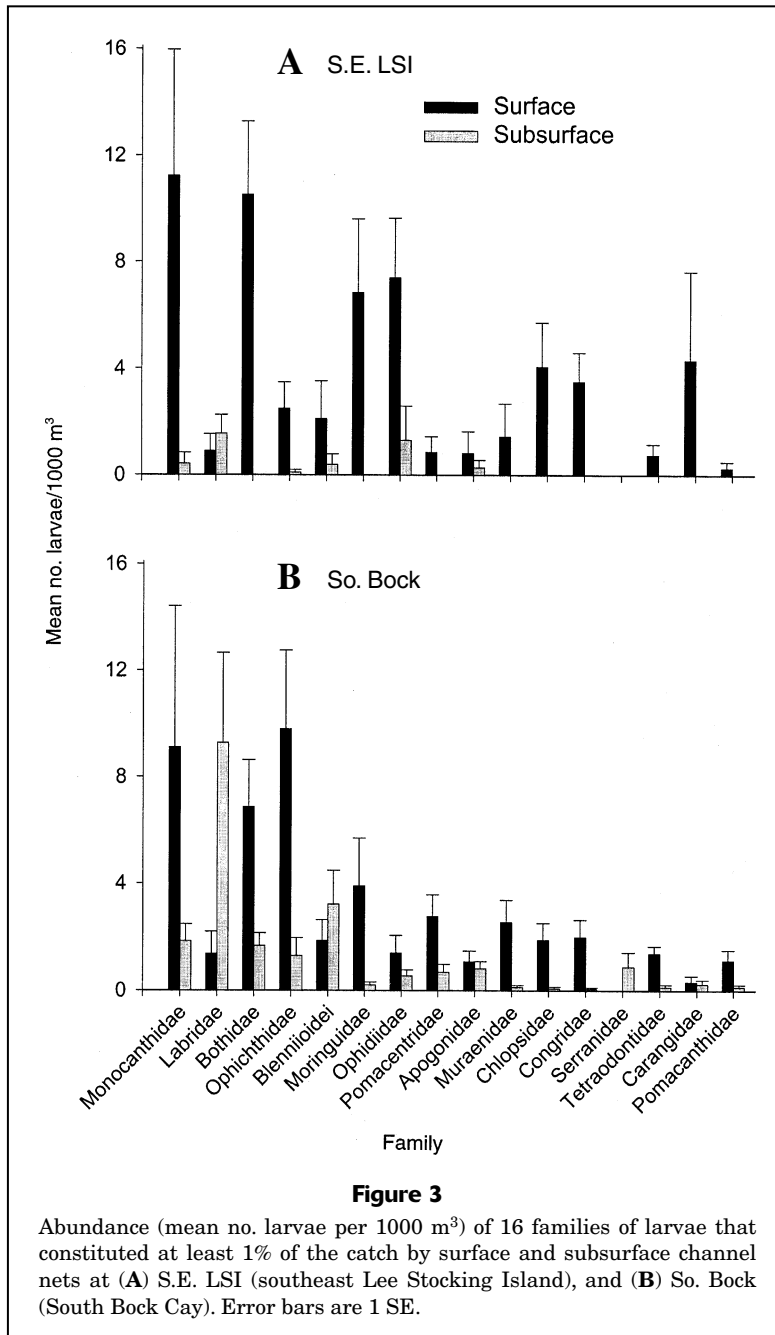 16
12
8
4
0
A S.E. LSI
Surface
Subsurface
Mean no. larvae/1000 m³
16
12
8
4
0
B So. Bock
Monocanthidae
Labridae
Bothidae
Ophichthidae
Blenniioidei
Moringuidae
Ophidiidae
Pomacentridae
Apogonidae
Muraenidae
Chlopsidae
Congridae
Serranidae
Tetraodontidae
Carangidae
Pomacanthidae
Family
Figure 3
Abundance (mean no. larvae per 1000 m³) of 16 families of larvae that
constituted at least 1% of the catch by surface and subsurface channel
nets at (A) S.E. LSI (southeast Lee Stocking Island), and (B) So. Bock
(South Bock Cay). Error bars are 1 SE.